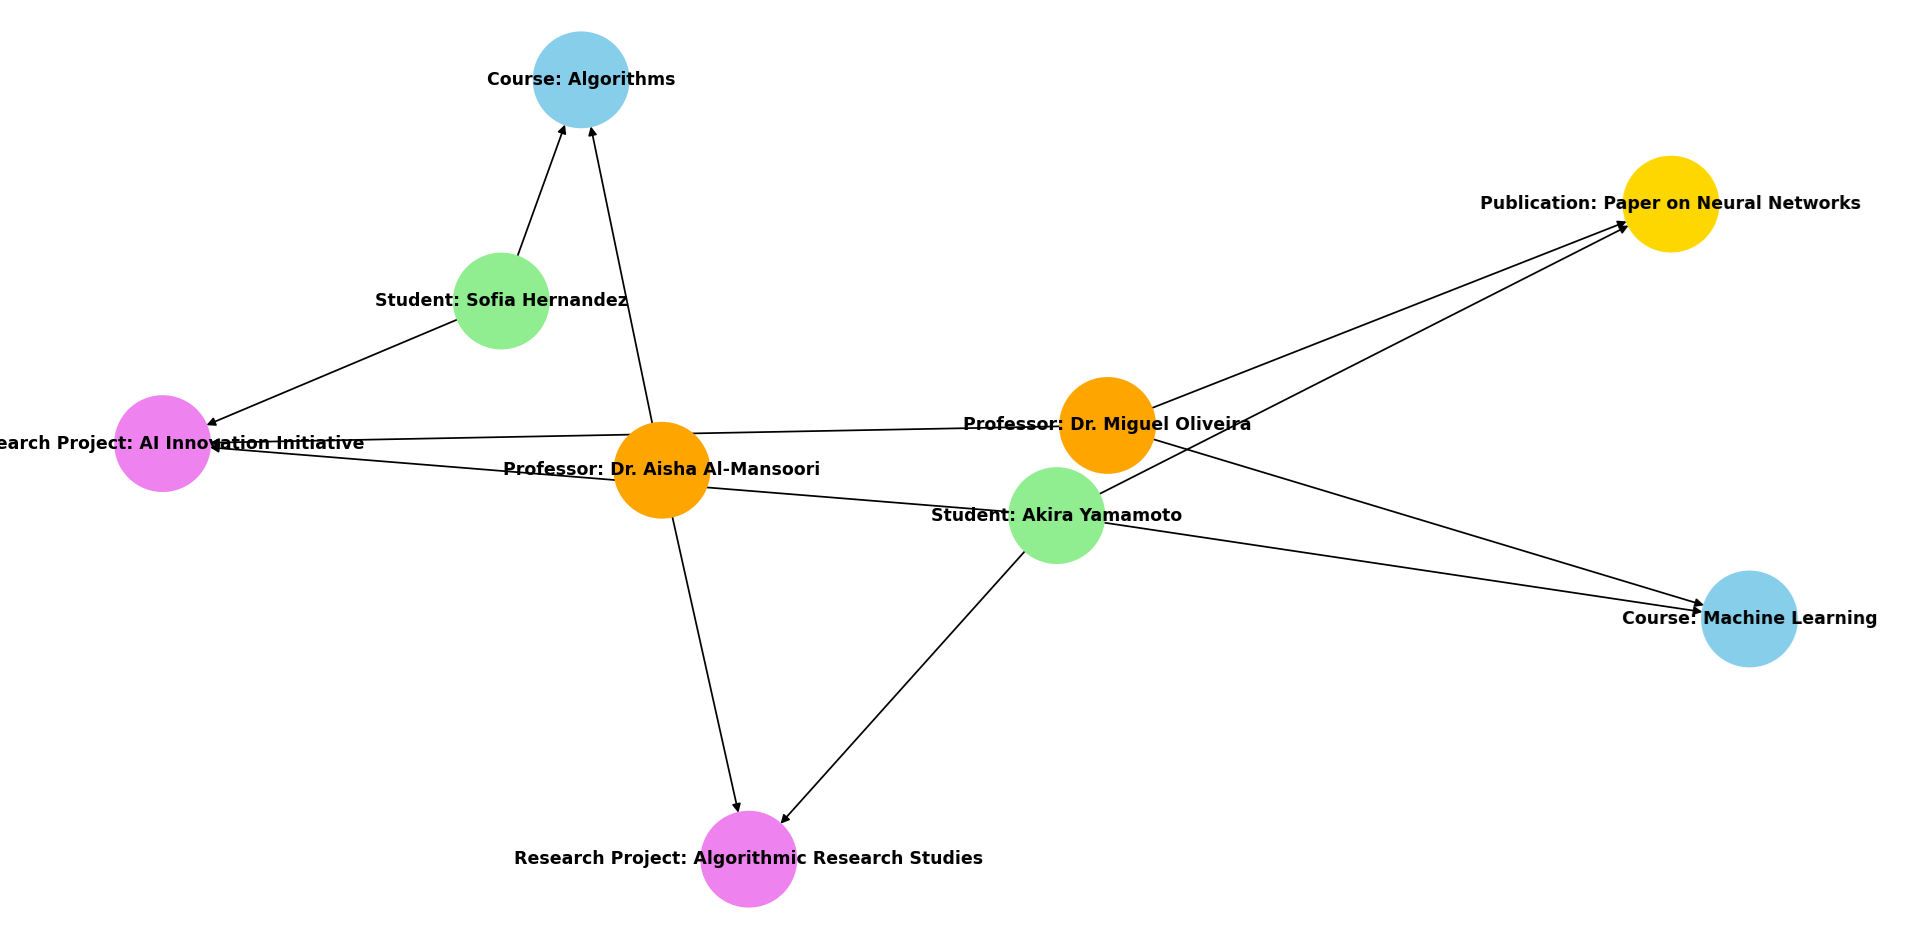 Course: Algorithms
Publication: Paper on Neural Networks
Student: Sofia Hernandez
Professor: Dr. Miguel Oliveira
earch Project: AI Innovation Initiative
Professor: Dr. Aisha Al-Mansoori
Student: Akira Yamamoto
Course: Machine Learning
Research Project: Algorithmic Research Studies